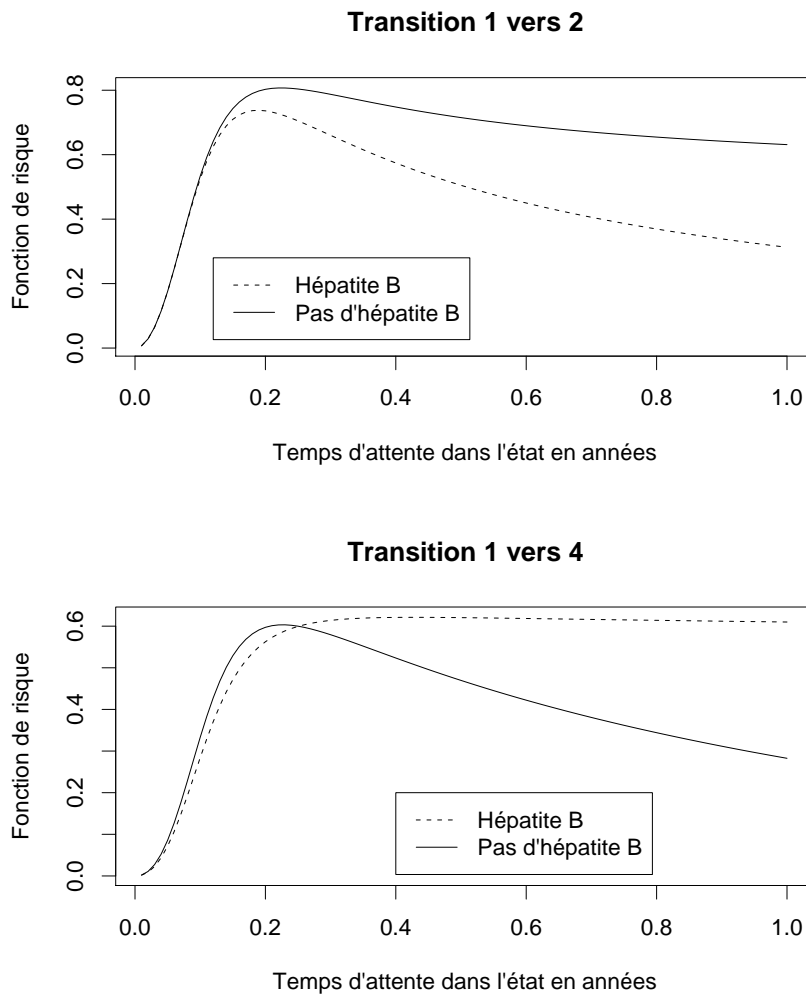 Transition 1 vers 2
Fonction de risque
0.0 0.2 0.4 0.6 0.8
Hépatite B
Pas d'hépatite B
0.0 0.2 0.4 0.6 0.8 1.0
Temps d'attente dans l'état en années
Transition 1 vers 4
Fonction de risque
0.0 0.2 0.4 0.6
Hépatite B
Pas d'hépatite B
0.0 0.2 0.4 0.6 0.8 1.0
Temps d'attente dans l'état en années